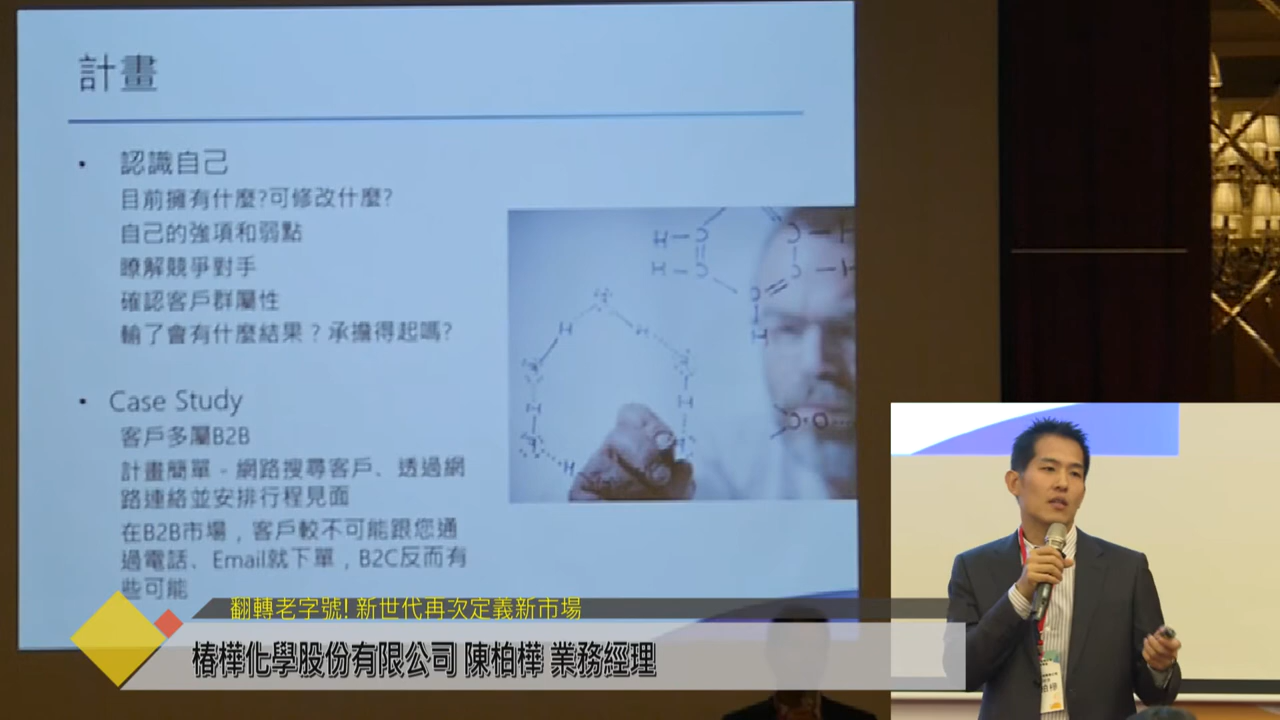 計畫
• 認識自己
目前擁有什麼?可修改什麼?
自己的強項和弱點
瞭解競爭對手
確認客戶群屬性
輸了會有什麼結果？承擔得起嗎?
• Case Study
客戶多屬B2B
計畫簡單 - 網路搜尋客戶、透過網
路連絡並安排行程見面
在B2B市場，客戶較不可能跟您通
過電話、Email就下單，B2C反而有
些可能
翻轉老字號! 新世代再次定義新市場
椿樺化學股份有限公司 陳柏樺 業務經理